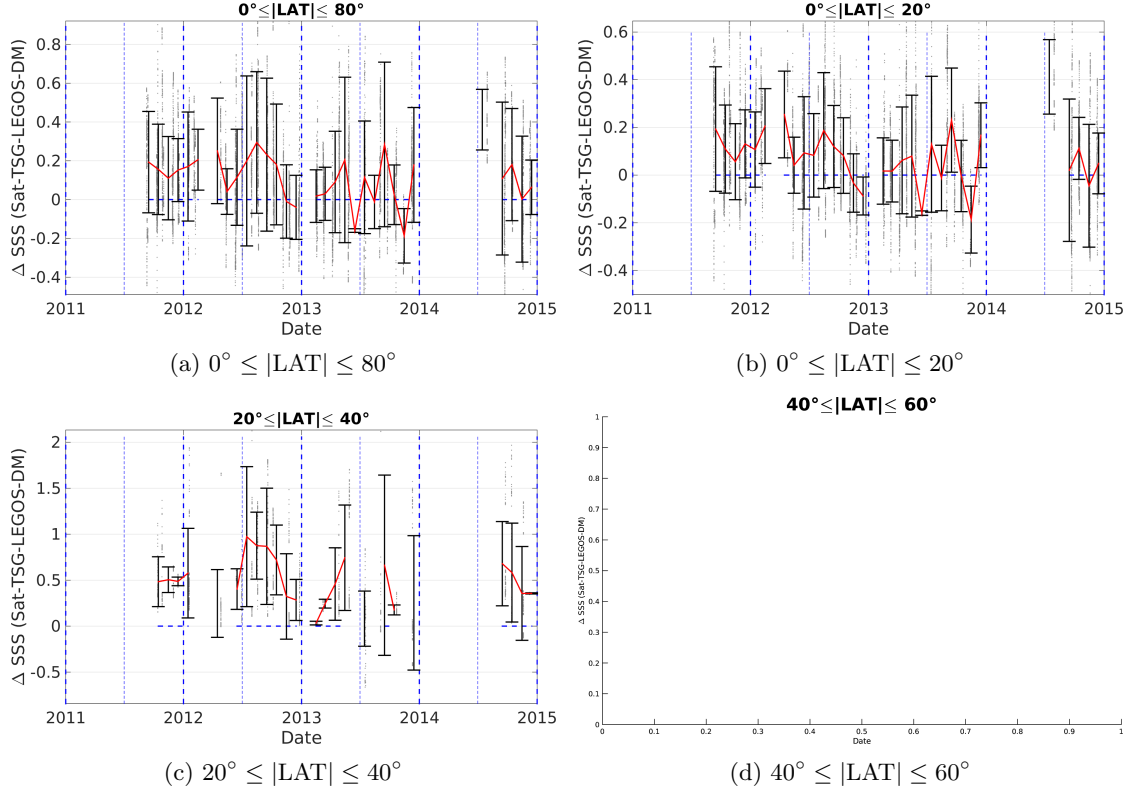 0°≤|LAT|≤ 80°
0.8
0.6
0.4
0.2
0
-0.2
-0.4
Δ SSS (Sat-TSG-LEGOS-DM)
2011 2012 2013 2014 2015
Date
(a) 0° ≤ |LAT| ≤ 80°
0°≤|LAT|≤ 20°
0.6
0.4
0.2
0
-0.2
-0.4
Δ SSS (Sat-TSG-LEGOS-DM)
2011 2012 2013 2014 2015
Date
(b) 0° ≤ |LAT| ≤ 20°
20°≤|LAT|≤ 40°
2
1.5
1
0.5
0
-0.5
Δ SSS (Sat-TSG-LEGOS-DM)
2011 2012 2013 2014 2015
Date
(c) 20° ≤ |LAT| ≤ 40°
40°≤|LAT|≤ 60°
1
0.9
0.8
0.7
0.6
0.5
0.4
0.3
0.2
0.1
0
Δ SSS (Sat-TSG-LEGOS-DM)
0 0.1 0.2 0.3 0.4 0.5 0.6 0.7 0.8 0.9 1
Date
(d) 40° ≤ |LAT| ≤ 60°